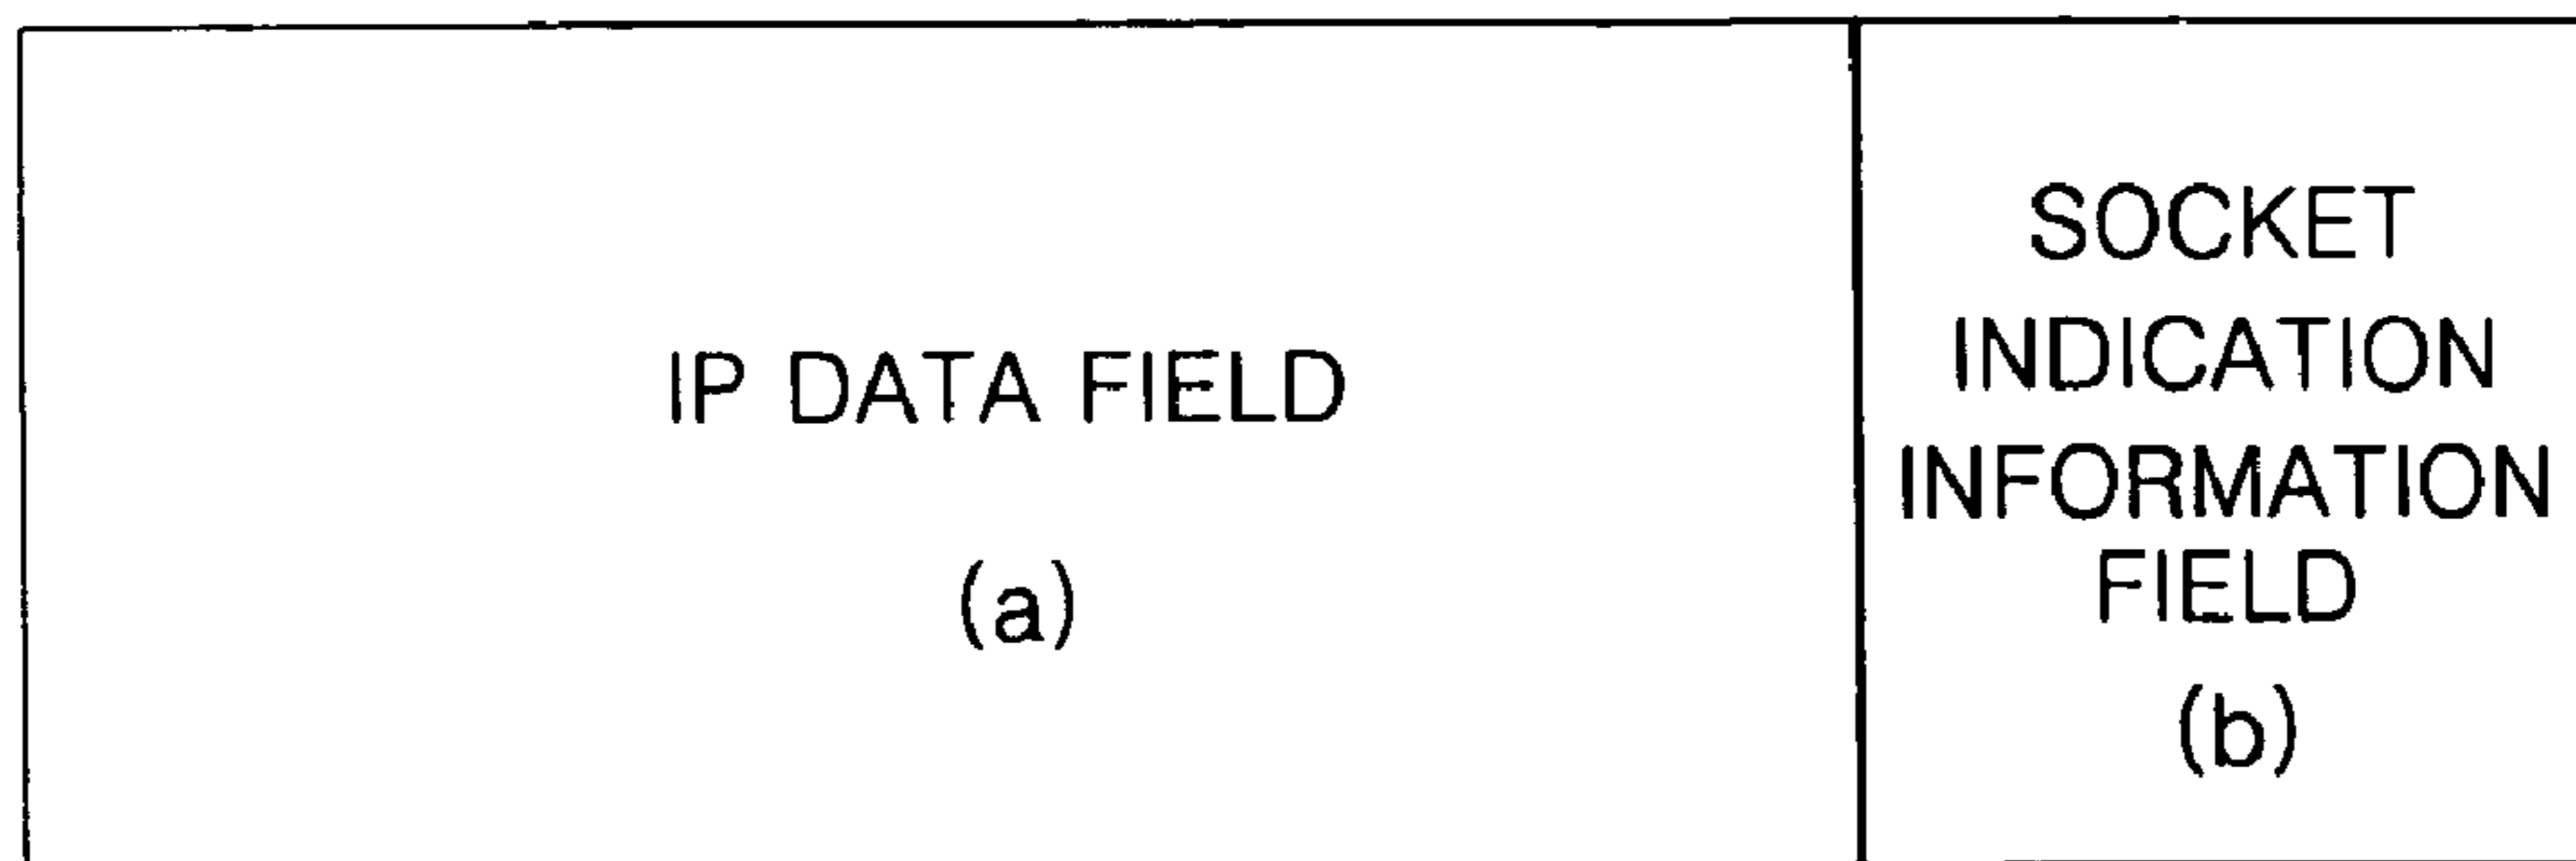 IP DATA FIELD
(a)
SOCKET
INDICATION
INFORMATION
FIELD
(b)